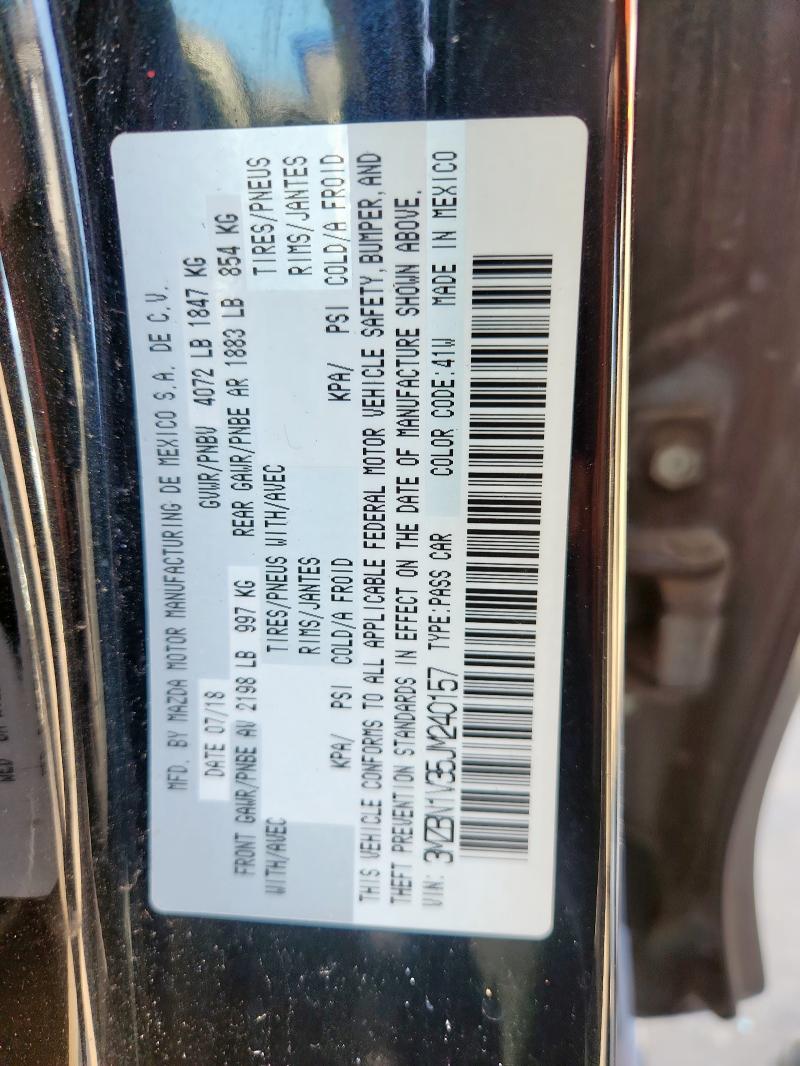 MFD. BY MAZDA MOTOR MANUFACTURING DE MEXICO S.A. DE C.V.
DATE 07/18 GVWR/PNBV 4072 LB 1847 KG
FRONT GAWR/PNBE AV 2198 LB 997 KG REAR GAWR/PNBE AR 1883 LB 854 KG
WITH/AVEC TIRES/PNEUS WITH/AVEC TIRES/PNEUS
RIMS/JANTES RIMS/JANTES
KPA/ PSI COLD/A FROID KPA/ PSI COLD/A FROID
THIS VEHICLE CONFORMS TO ALL APPLICABLE FEDERAL MOTOR VEHICLE SAFETY, BUMPER, AND
THEFT PREVENTION STANDARDS IN EFFECT ON THE DATE OF MANUFACTURE SHOWN ABOVE.
VIN: 3MZBN1V35JM240157 TYPE:PASS CAR COLOR CODE:41W MADE IN MEXICO